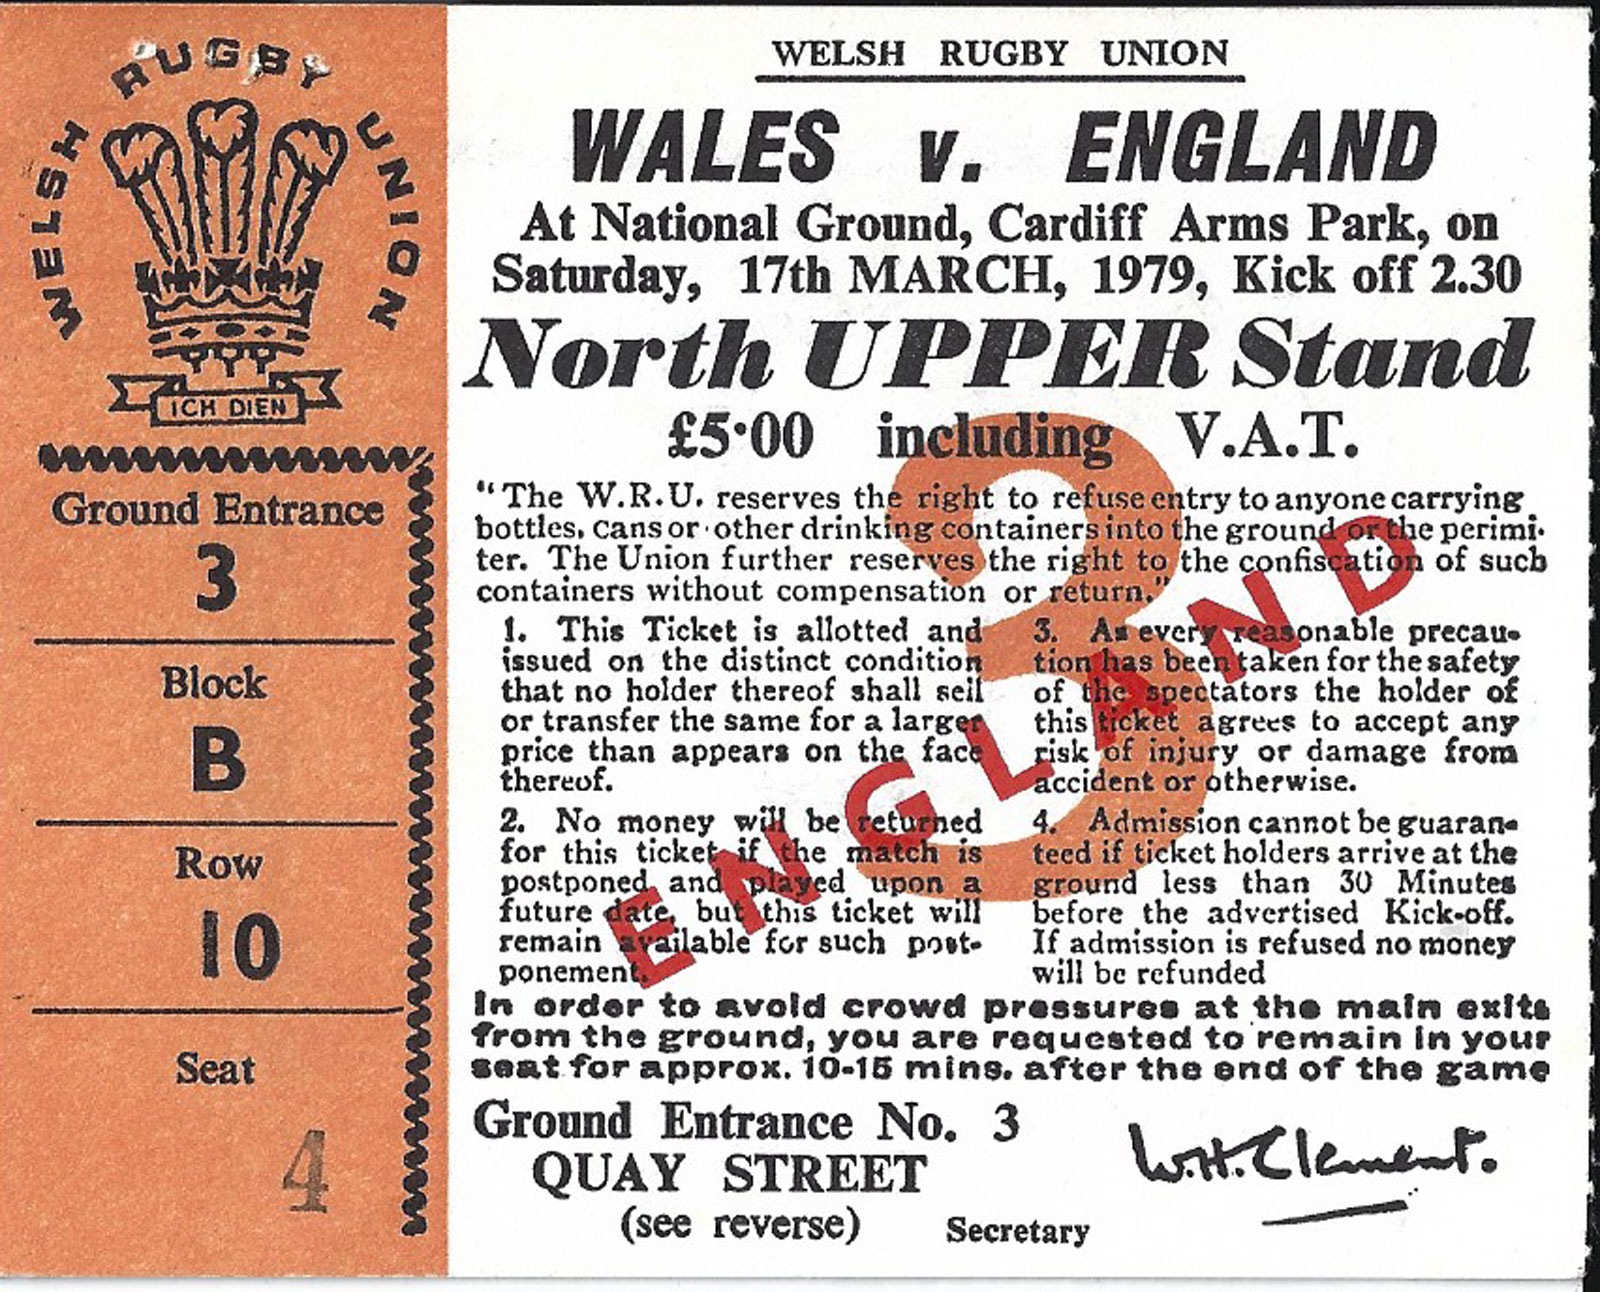 WELSH RUGBY UNION
ICH DIEN
Ground Entrance
3
Block
B
Row
10
Seat
4
WELSH RUGBY UNION
WALES v. ENGLAND
At National Ground, Cardiff Arms Park, on
Saturday, 17th MARCH, 1979, Kick off 2.30
North UPPER Stand
£5·00 including V.A.T.
"The W.R.U. reserves the right to refuse entry to anyone carrying
bottles, cans or other drinking containers into the ground or the perimi-
ter. The Union further reserves the right to the confiscation of such
containers without compensation or return."
1. This Ticket is allotted and
issued on the distinct condition
that no holder thereof shall sell
or transfer the same for a larger
price than appears on the face
thereof.
2. No money will be returned
for this ticket if the match is
postponed and played upon a
future date, but this ticket will
remain available for such post-
ponement.
3. As every reasonable precau-
tion has been taken for the safety
of the spectators the holder of
this ticket agrees to accept any
risk of injury or damage from
accident or otherwise.
4. Admission cannot be guaran-
teed if ticket holders arrive at the
ground less than 30 Minutes
before the advertised Kick-off.
If admission is refused no money
will be refunded
3
ENGLAND
In order to avoid crowd pressures at the main exits
from the ground, you are requested to remain in your
seat for approx. 10-15 mins. after the end of the game
Ground Entrance No. 3
QUAY STREET
(see reverse)
W.H. Clement.
Secretary